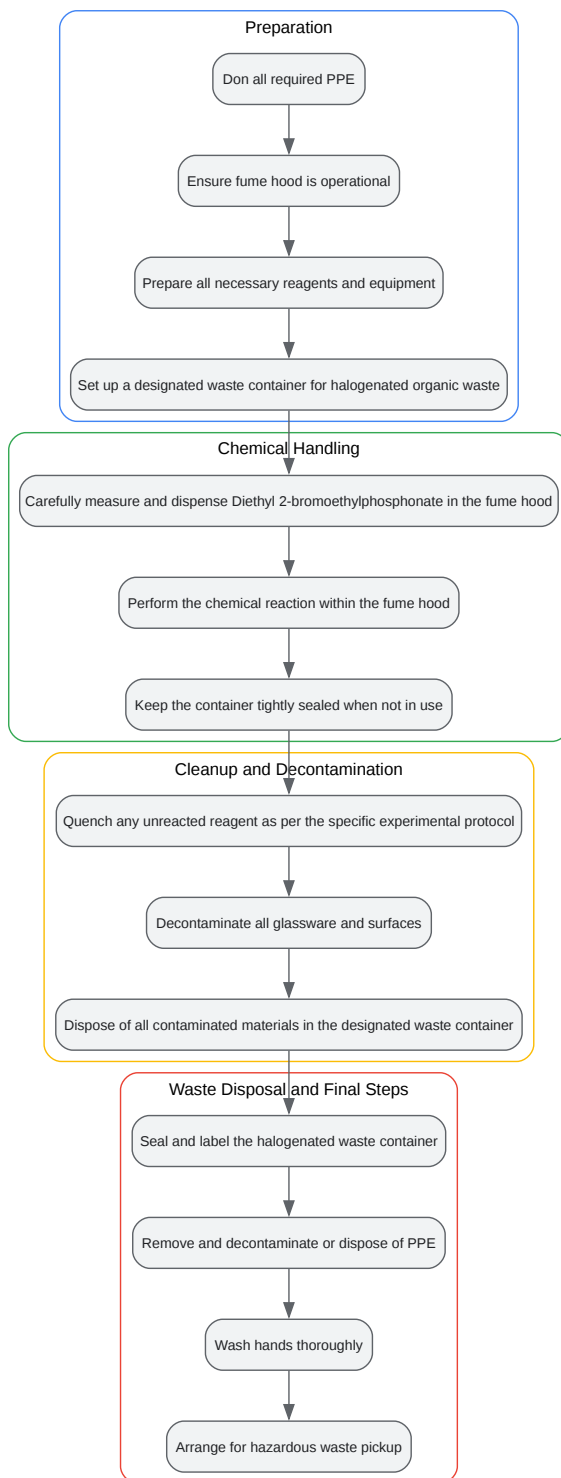 Preparation
Don all required PPE
Ensure fume hood is operational
Prepare all necessary reagents and equipment
Set up a designated waste container for halogenated organic waste
Chemical Handling
Carefully measure and dispense Diethyl 2-bromoethylphosphonate in the fume hood
Perform the chemical reaction within the fume hood
Keep the container tightly sealed when not in use
Cleanup and Decontamination
Quench any unreacted reagent as per the specific experimental protocol
Decontaminate all glassware and surfaces
Dispose of all contaminated materials in the designated waste container
Waste Disposal and Final Steps
Seal and label the halogenated waste container
Remove and decontaminate or dispose of PPE
Wash hands thoroughly
Arrange for hazardous waste pickup